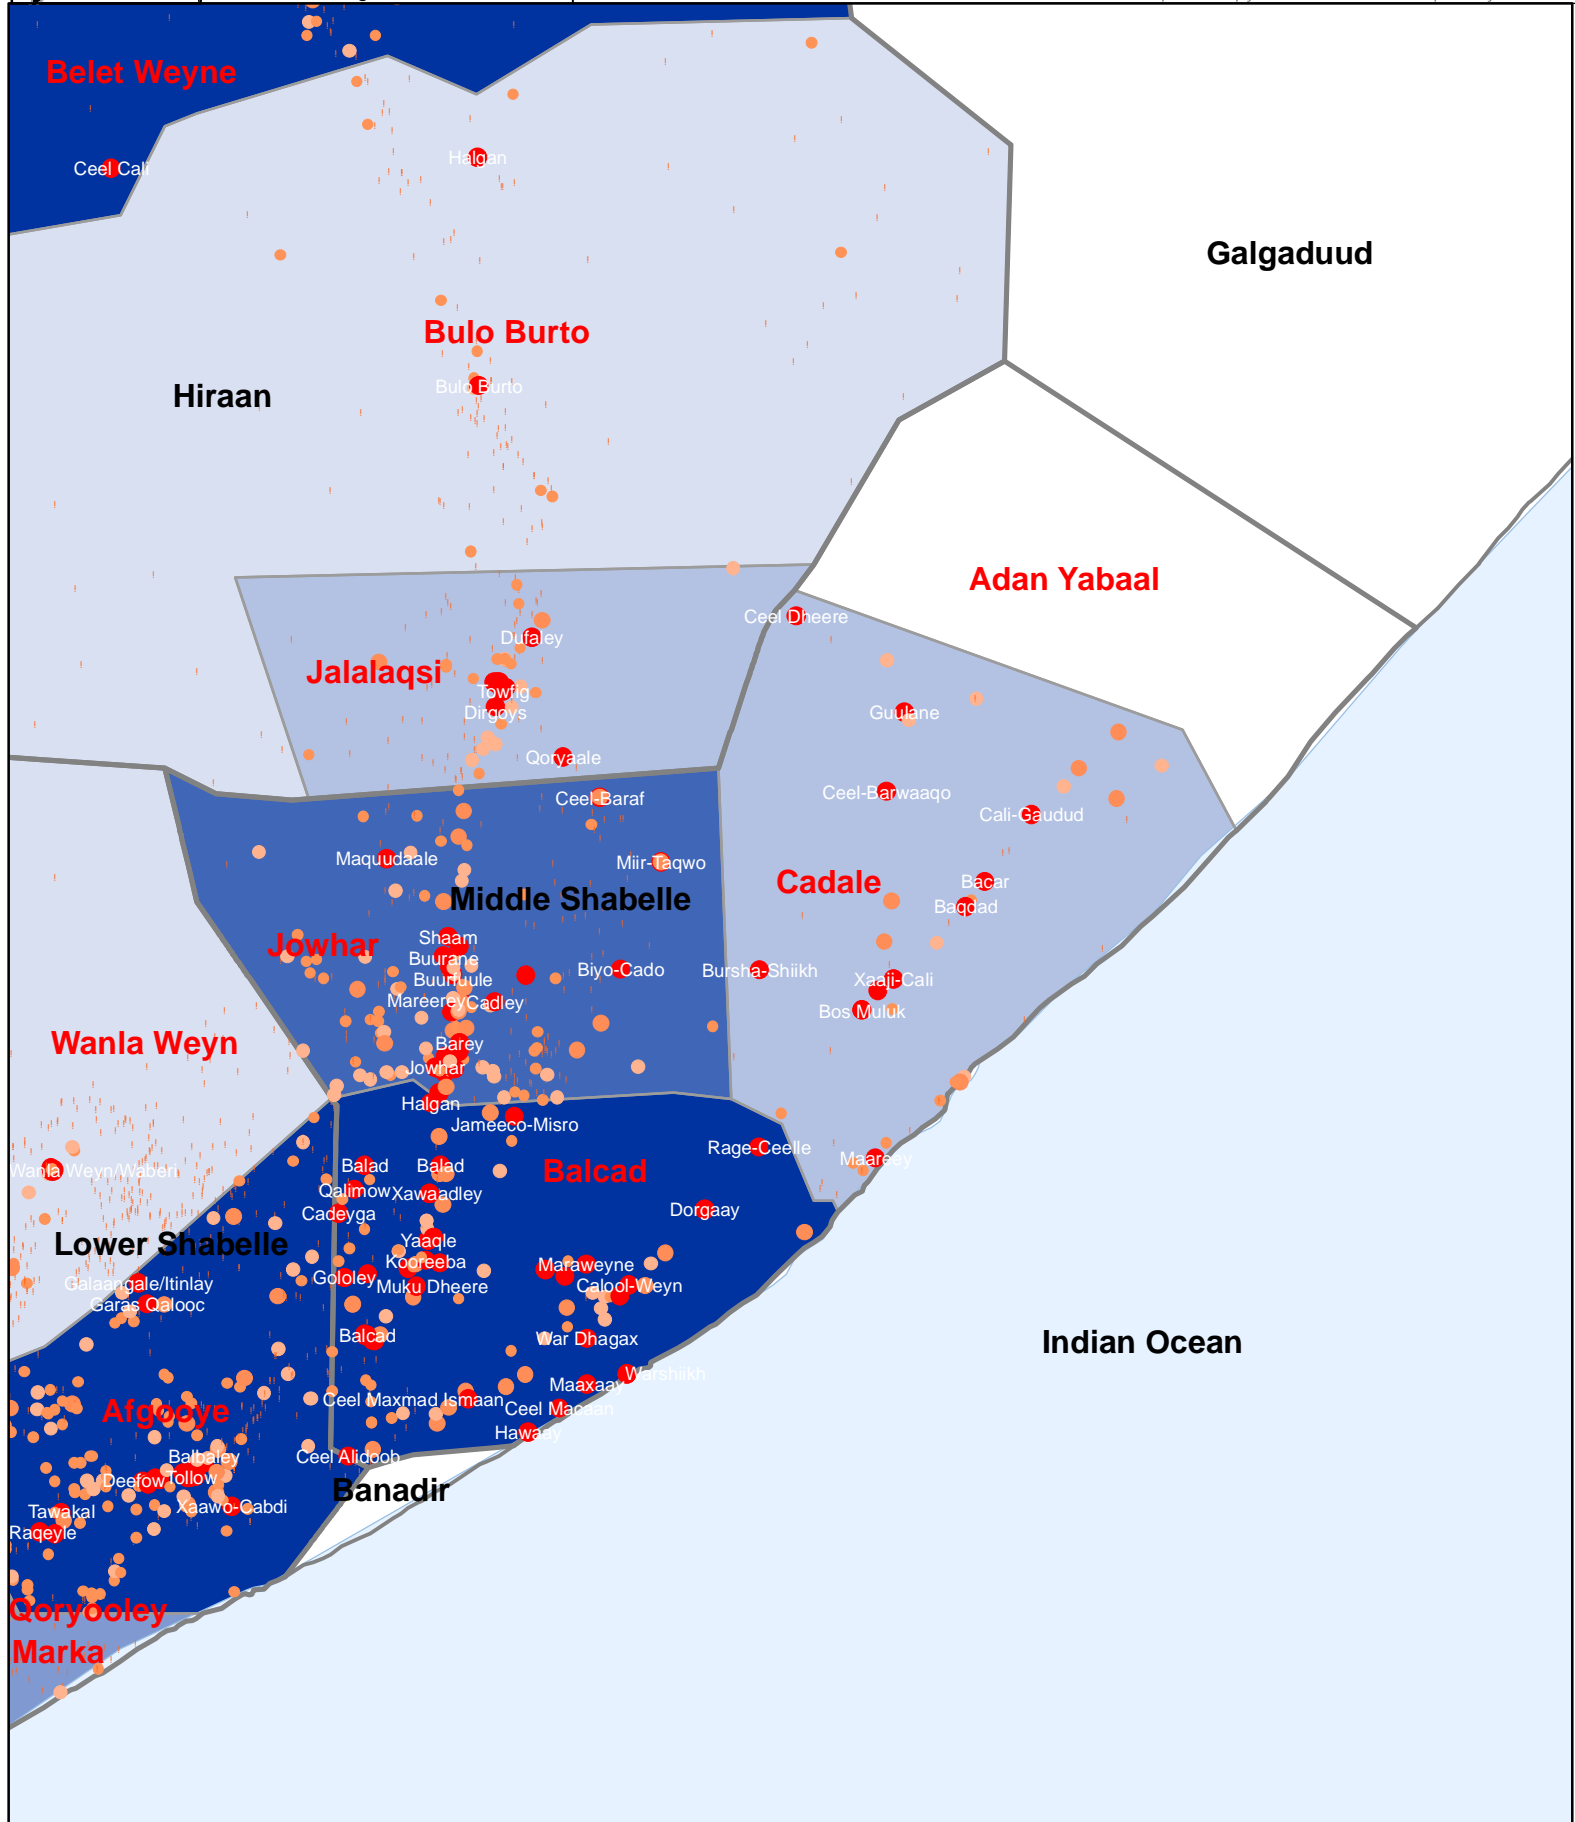 Belet Weyne
Halgan
Ceel Cali
Galgaduud
Bulo Burto
Bulo Burto
Hiraan
Adan Yabaal
Ceel Dheere
Dufaley
Jalalaqsi
Towfiq
Dirgoys
Guulane
Qoryaale
Ceel-Barwaaqo
Ceel-Baraf
Cali-Gaudud
Maquudaale
Miir-Taqwo
Cadale
Bacar
Middle Shabelle
Baqdad
Shaam
Jowhar
Buurane
Biyo-Cado
Bursha-Shiikh
Buurfuule
Xaaji-Cali
Mareerey
Cadley
Bos Muluk
Wanla Weyn
Barey
Jowhar
Halgan
Jameeco-Misro
Rage-Ceelle
Maareey
Balad
Balad
Wanla Weyn/Waberi
Balcad
Qalimow
Xawaadley
Dorgaay
Cadeyga
Yaaqle
Lower Shabelle
Kooreeba
Maraweyne
Gololey
Galaangale/Itinlay
Muku Dheere
Calool-Weyn
Garas Qalooc
Balcad
War Dhagax
Indian Ocean
Warshiikh
Maaxaay
Ceel Maxmad Ismaan
Ceel Macaan
Afgooye
Hawaay
Balbaley
Ceel Alidoob
Deefow
Tollow
Banadir
Xaawo-Cabdi
Tawakal
Raqeyle
Qoryooley
Marka